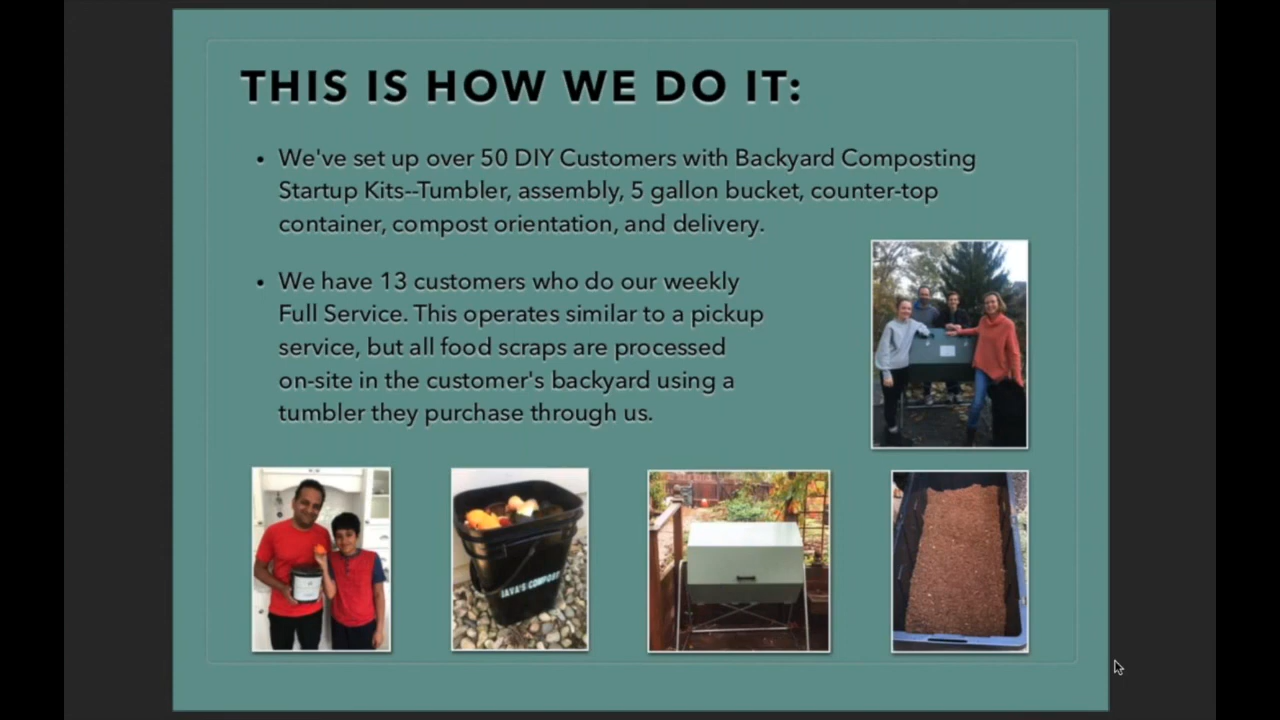 THIS IS HOW WE DO IT:
• We've set up over 50 DIY Customers with Backyard Composting
Startup Kits--Tumbler, assembly, 5 gallon bucket, counter-top
container, compost orientation, and delivery.
• We have 13 customers who do our weekly
Full Service. This operates similar to a pickup
service, but all food scraps are processed
on-site in the customer's backyard using a
tumbler they purchase through us.
JAVA'S COMPOST